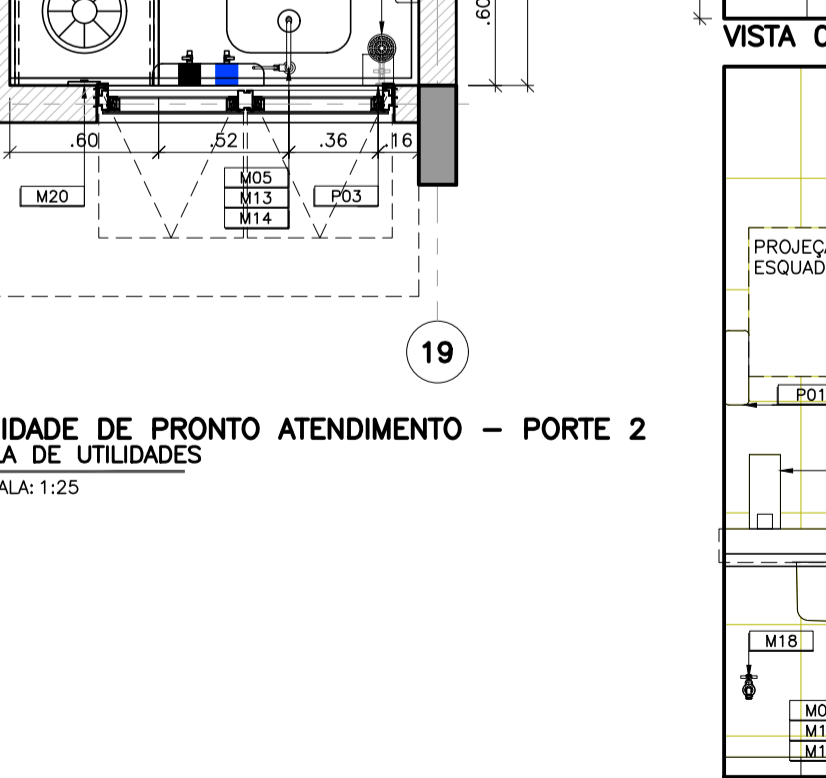 .60
VISTA
.60
.52
.36
.16
M20
M05
M13
M14
P03
19
IDADE DE PRONTO ATENDIMENTO – PORTE 2
LA DE UTILIDADES
ALA: 1:25
PROJEÇ
ESQUAD
P01
M18
M0
M1
M1